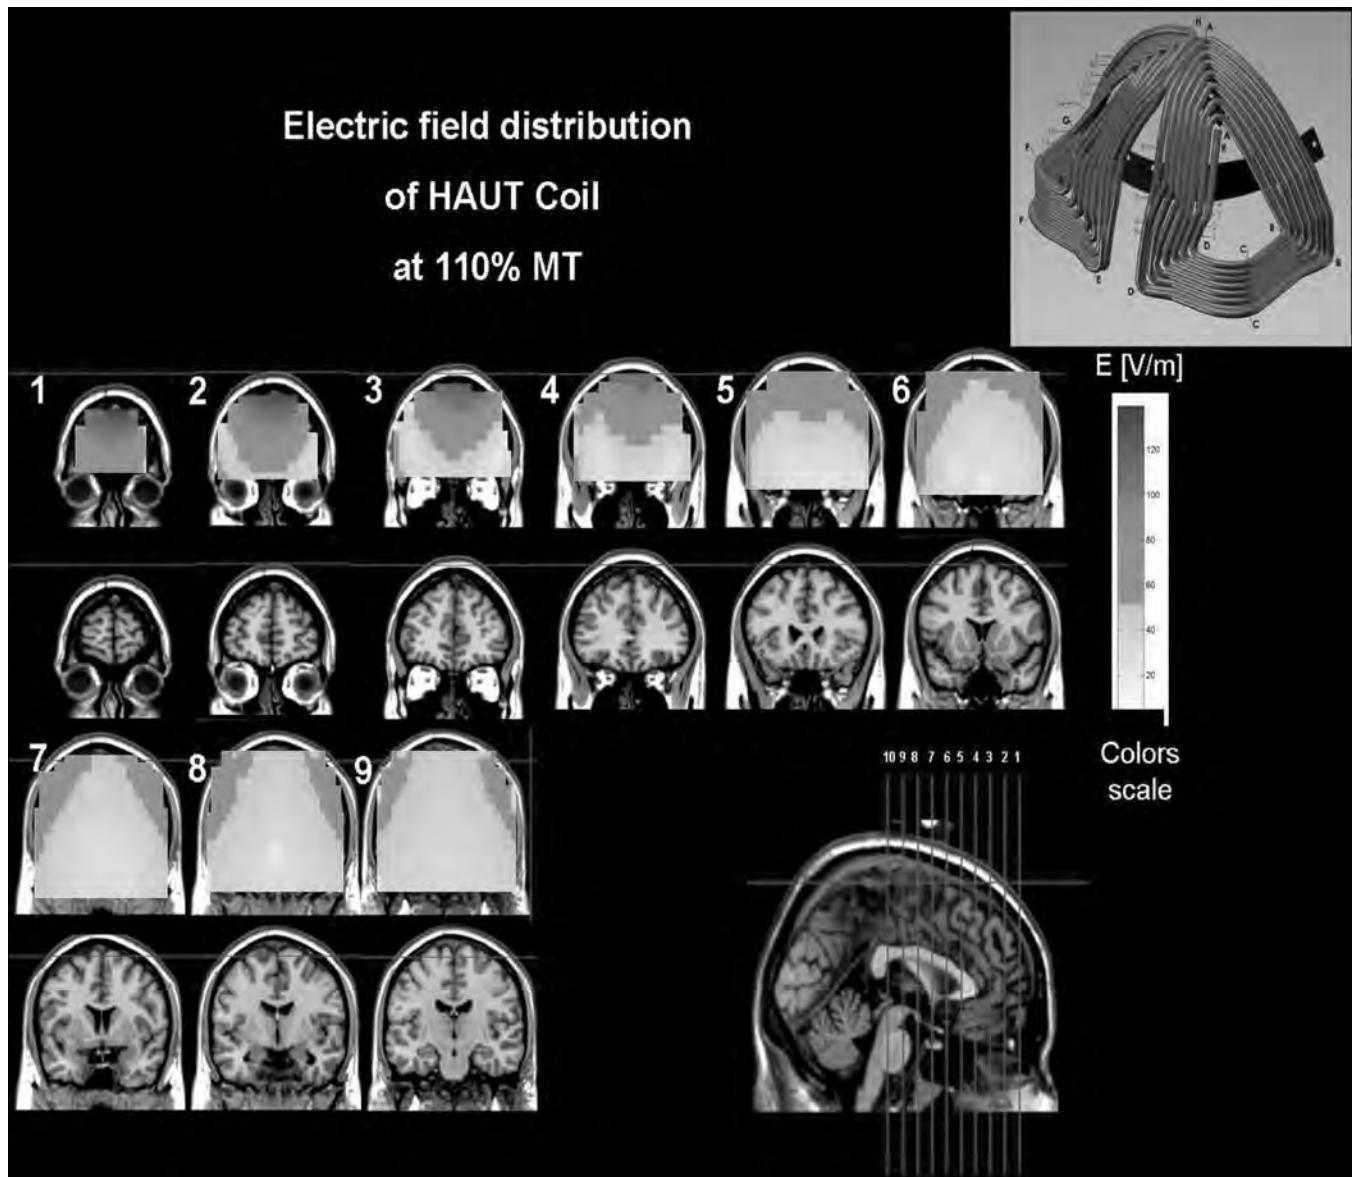 Electric field distribution
of HAUT Coil
at 110% MT
H A
G
F
F
E
A
E
D
D
C
C
B
B
E [V/m]
1 2 3 4 5 6
120
100
80
60
40
20
Colors
scale
7 8 9
10 9 8 7 6 5 4 3 2 1